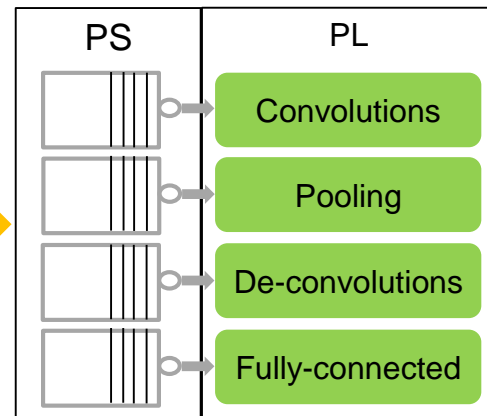 PS
PL
Convolutions
Pooling
De-convolutions
Fully-connected